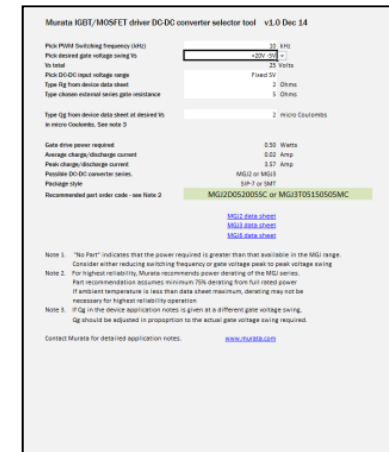 Murata IGBT/MOSFET driver DC-DC converter selector tool v1.0 Dec 14
Pick PWM Switching frequency (kHz) 10 kHz
Pick desired gate voltage swing Vs +20V -5V
Vs total 25 Volts
Pick DC-DC input voltage range Fixed 5V
Type Rg from device data sheet 2 Ohms
Type chosen external series gate resistance 5 Ohms
Type Qg from device data sheet at desired Vs 2 micro Coulombs
in micro Coulombs. See note 3
Gate drive power required 0.50 Watts
Average charge/discharge current 0.02 Amp
Peak charge/discharge current 3.57 Amp
Possible DC-DC converter series. MGJ2 or MGJ3
Package style SIP-7 or SMT
Recommended part order code - see Note 2 MGJ2D052005SC or MGJ3T05150505MC
MGJ2 data sheet
MGJ3 data sheet
MGJ6 data sheet
Note 1. "No Part" indicates that the power required is greater than that available in the MGJ range.
Consider either reducing switching frequency or gate voltage peak to peak voltage swing
Note 2. For highest reliability, Murata recommends power derating of the MGJ series.
Part recommendation assumes minimum 75% derating from full rated power
If ambient temperature is less than data sheet maximum, derating may not be
necessary for highest reliability operation
Note 3. If Qg in the device application notes is given at a different gate voltage swing,
Qg should be adjusted in propoption to the actual gate voltage swing required.
Contact Murata for detailed application notes. www.murata.com